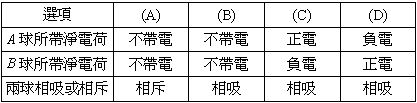 選項 (A) (B) (C) (D)
A球所帶淨電荷 不帶電 不帶電 正電 負電
B球所帶淨電荷 不帶電 不帶電 負電 正電
兩球相吸或相斥 相斥 相吸 相吸 相吸